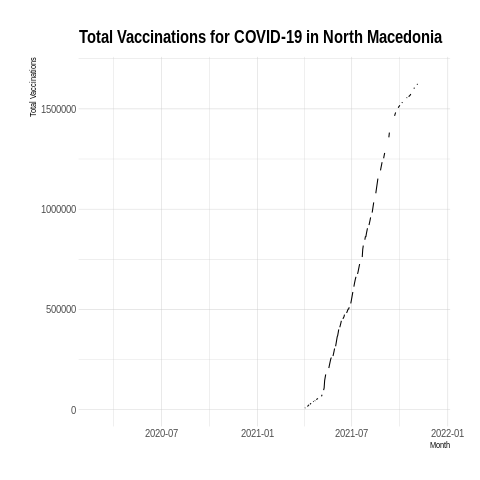 Total Vaccinations for COVID-19 in North Macedonia
Total Vaccinations
1500000
1000000
500000
0
2020-07 2021-01 2021-07 2022-01
Month